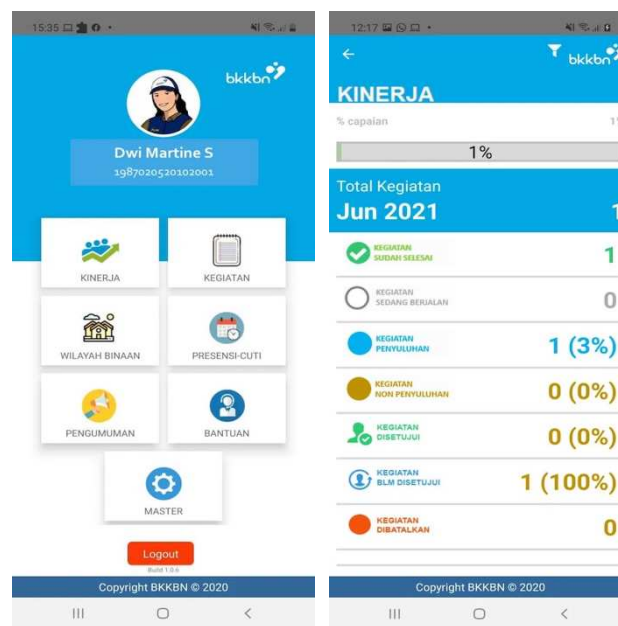 15:35
bkkbn
Dwi Martine S
1987020520102001
KINERJA
KEGIATAN
WILAYAH BINAAN
PRESENSI-CUTI
PENGUMUMAN
BANTUAN
MASTER
Logout
Build 1.0.6
Copyright BKKBN © 2020
12:17
bkkbn
KINERJA
% capaian
1%
Total Kegiatan
Jun 2021
1
KEGIATAN
SUDAH SELESAI
1
KEGIATAN
SEDANG BERJALAN
0
KEGIATAN
PENYULUHAN
1 (3%)
KEGIATAN
NON PENYULUHAN
0 (0%)
KEGIATAN
DISETUJUI
0 (0%)
KEGIATAN
BLM DISETUJUI
1 (100%)
KEGIATAN
DIBATALKAN
0
Copyright BKKBN © 2020